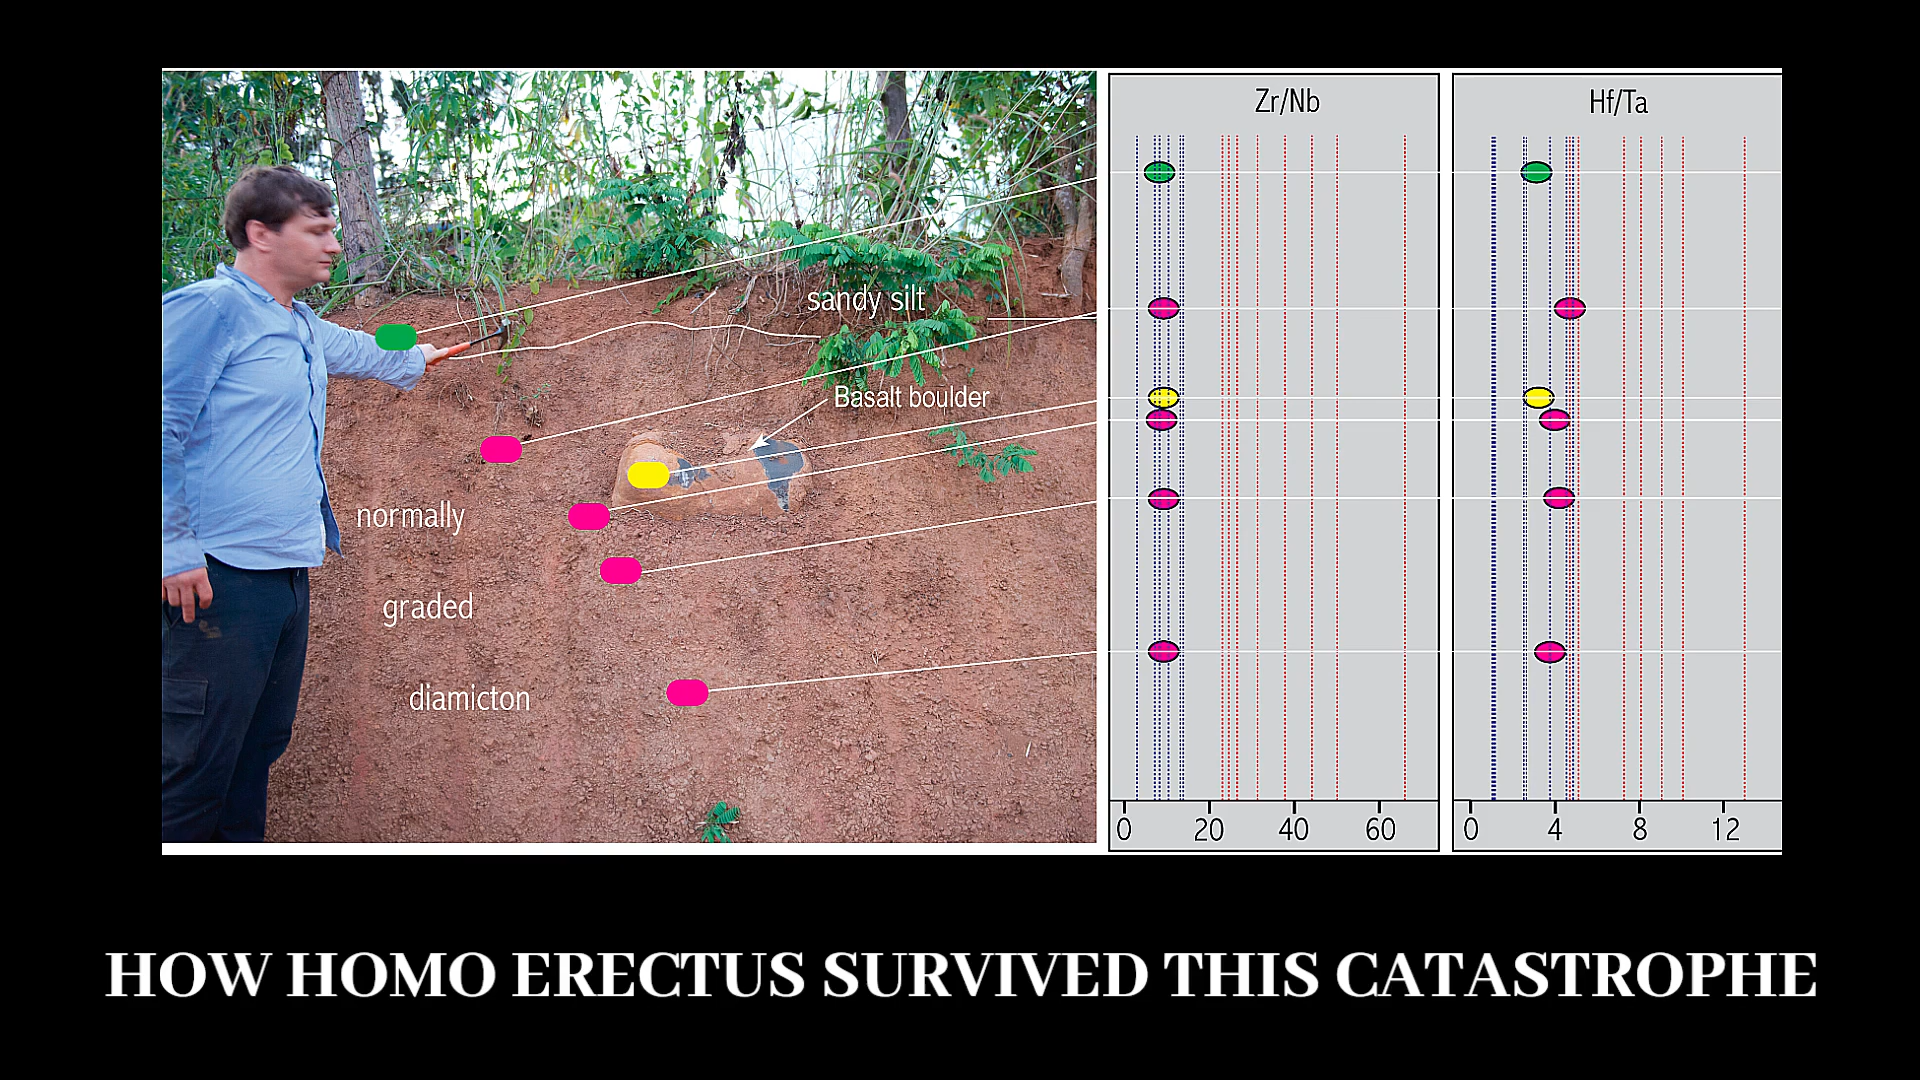 Zr/Nb
Hf/Ta
sandy silt
Basalt boulder
normally
graded
diamicton
0 20 40 60
0 4 8 12
HOW HOMO ERECTUS SURVIVED THIS CATASTROPHE